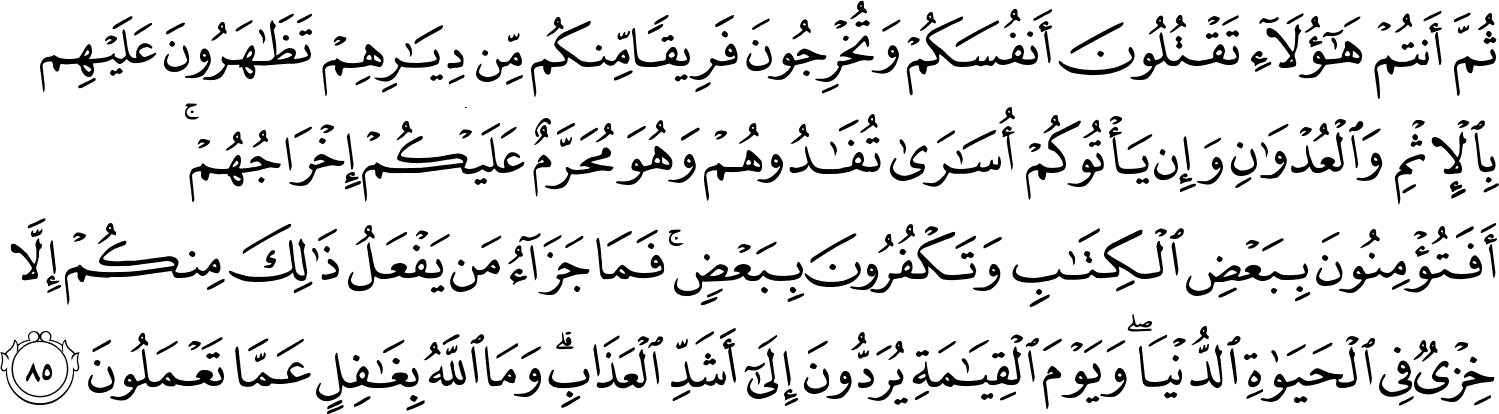 ثُمَّ أَنتُمْ هَـٰٓؤُلَآءِ تَقْتُلُونَ أَنفُسَكُمْ وَتُخْرِجُونَ فَرِيقًا مِّنكُم مِّن دِيَـٰرِهِمْ تَظَـٰهَرُونَ عَلَيْهِم
بِٱلْإِثْمِ وَٱلْعُدْوَٰنِ وَإِن يَأْتُوكُمْ أُسَـٰرَىٰ تُفَـٰدُوهُمْ وَهُوَ مُحَرَّمٌ عَلَيْكُمْ إِخْرَاجُهُمْ ۚ
أَفَتُؤْمِنُونَ بِبَعْضِ ٱلْكِتَـٰبِ وَتَكْفُرُونَ بِبَعْضٍ ۚ فَمَا جَزَآءُ مَن يَفْعَلُ ذَٰلِكَ مِنكُمْ إِلَّا
خِزْىٌ فِى ٱلْحَيَوٰةِ ٱلدُّنْيَا ۖ وَيَوْمَ ٱلْقِيَـٰمَةِ يُرَدُّونَ إِلَىٰٓ أَشَدِّ ٱلْعَذَابِ ۗ وَمَا ٱللَّهُ بِغَـٰفِلٍ عَمَّا تَعْمَلُونَ ٨٥